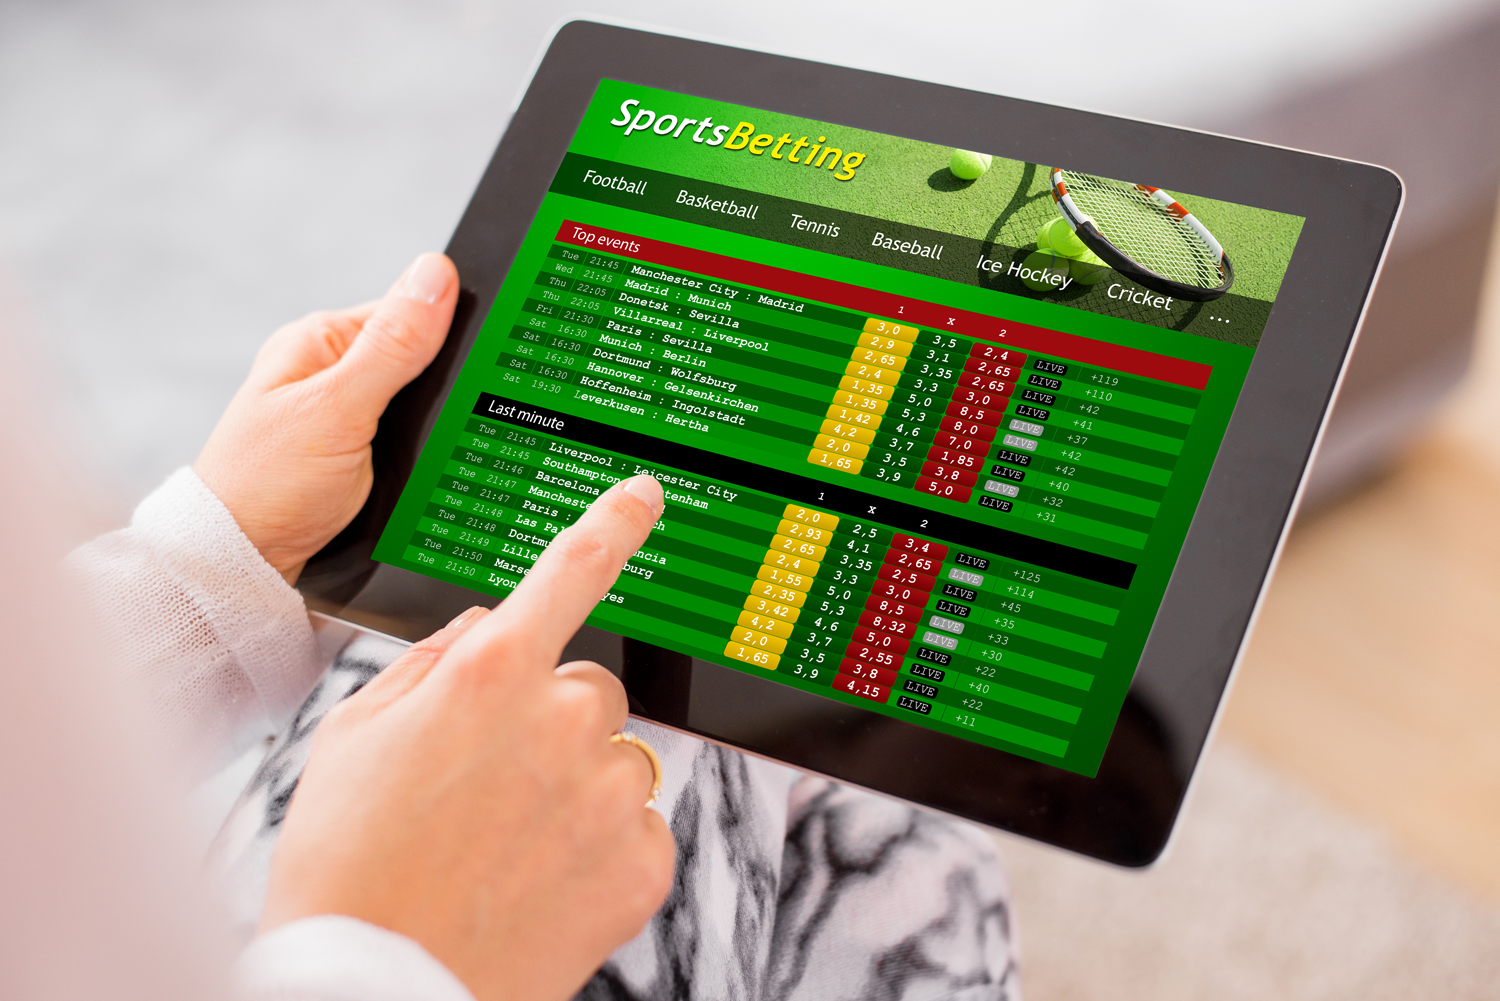 SportsBetting
Football Basketball Tennis Baseball Ice Hockey Cricket ...
Top events 1 x 2
Tue 21:45 Manchester City : Madrid 3,0 3,5 2,4 LIVE +119
Wed 21:45 Madrid : Munich 2,9 3,1 2,65 LIVE +110
Thu 22:05 Donetsk : Sevilla 2,65 3,35 2,65 LIVE +42
Thu 22:05 Villarreal : Liverpool 2,4 3,3 3,0 LIVE +41
Fri 21:30 Paris : Sevilla 1,35 5,0 8,5 LIVE +37
Sat 16:30 Munich : Berlin 1,35 5,3 8,0 LIVE +42
Sat 16:30 Dortmund : Wolfsburg 1,42 4,6 7,0 LIVE +42
Sat 16:30 Hannover : Gelsenkirchen 4,2 3,7 1,85 LIVE +40
Sat 16:30 Hoffenheim : Ingolstadt 2,0 3,5 3,8 LIVE +32
Sat 19:30 Leverkusen : Hertha 1,65 3,9 5,0 LIVE +31
Last minute 1 x 2
Tue 21:45 Liverpool : Leicester City 2,0 2,5 3,4 LIVE +125
Tue 21:45 Southampton 2,93 4,1 2,65 LIVE +114
Tue 21:46 Barcelona 2,65 3,35 2,5 LIVE +45
Tue 21:47 2,4 3,3 3,0 LIVE +35
Tue 21:47 Paris : 1,55 5,0 8,5 LIVE +33
Tue 21:48 Las 2,35 5,3 8,32 LIVE +30
Tue 21:48 3,42 4,6 5,0 LIVE +22
Tue 21:49 Lille 4,2 3,7 2,55 LIVE +40
Tue 21:50 2,0 3,5 3,8 LIVE +22
Tue 21:50 Lyon 1,65 3,9 4,15 LIVE +11